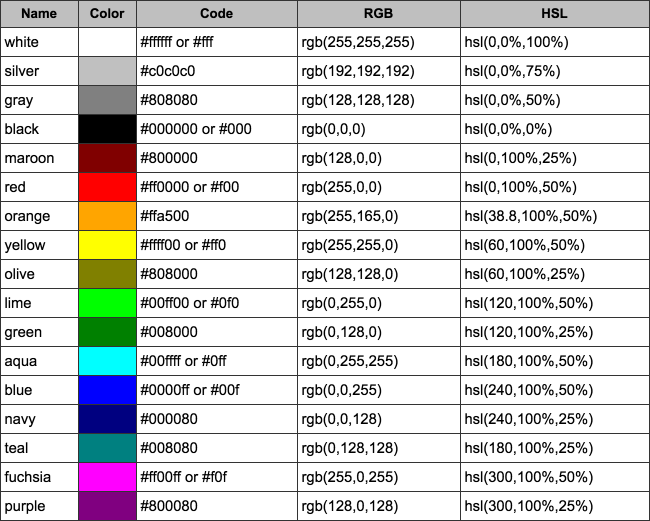 Name Color Code RGB HSL
white #ffffff or #fff rgb(255,255,255) hsl(0,0%,100%)
silver #c0c0c0 rgb(192,192,192) hsl(0,0%,75%)
gray #808080 rgb(128,128,128) hsl(0,0%,50%)
black #000000 or #000 rgb(0,0,0) hsl(0,0%,0%)
maroon #800000 rgb(128,0,0) hsl(0,100%,25%)
red #ff0000 or #f00 rgb(255,0,0) hsl(0,100%,50%)
orange #ffa500 rgb(255,165,0) hsl(38.8,100%,50%)
yellow #ffff00 or #ff0 rgb(255,255,0) hsl(60,100%,50%)
olive #808000 rgb(128,128,0) hsl(60,100%,25%)
lime #00ff00 or #0f0 rgb(0,255,0) hsl(120,100%,50%)
green #008000 rgb(0,128,0) hsl(120,100%,25%)
aqua #00ffff or #0ff rgb(0,255,255) hsl(180,100%,50%)
blue #0000ff or #00f rgb(0,0,255) hsl(240,100%,50%)
navy #000080 rgb(0,0,128) hsl(240,100%,25%)
teal #008080 rgb(0,128,128) hsl(180,100%,25%)
fuchsia #ff00ff or #f0f rgb(255,0,255) hsl(300,100%,50%)
purple #800080 rgb(128,0,128) hsl(300,100%,25%)